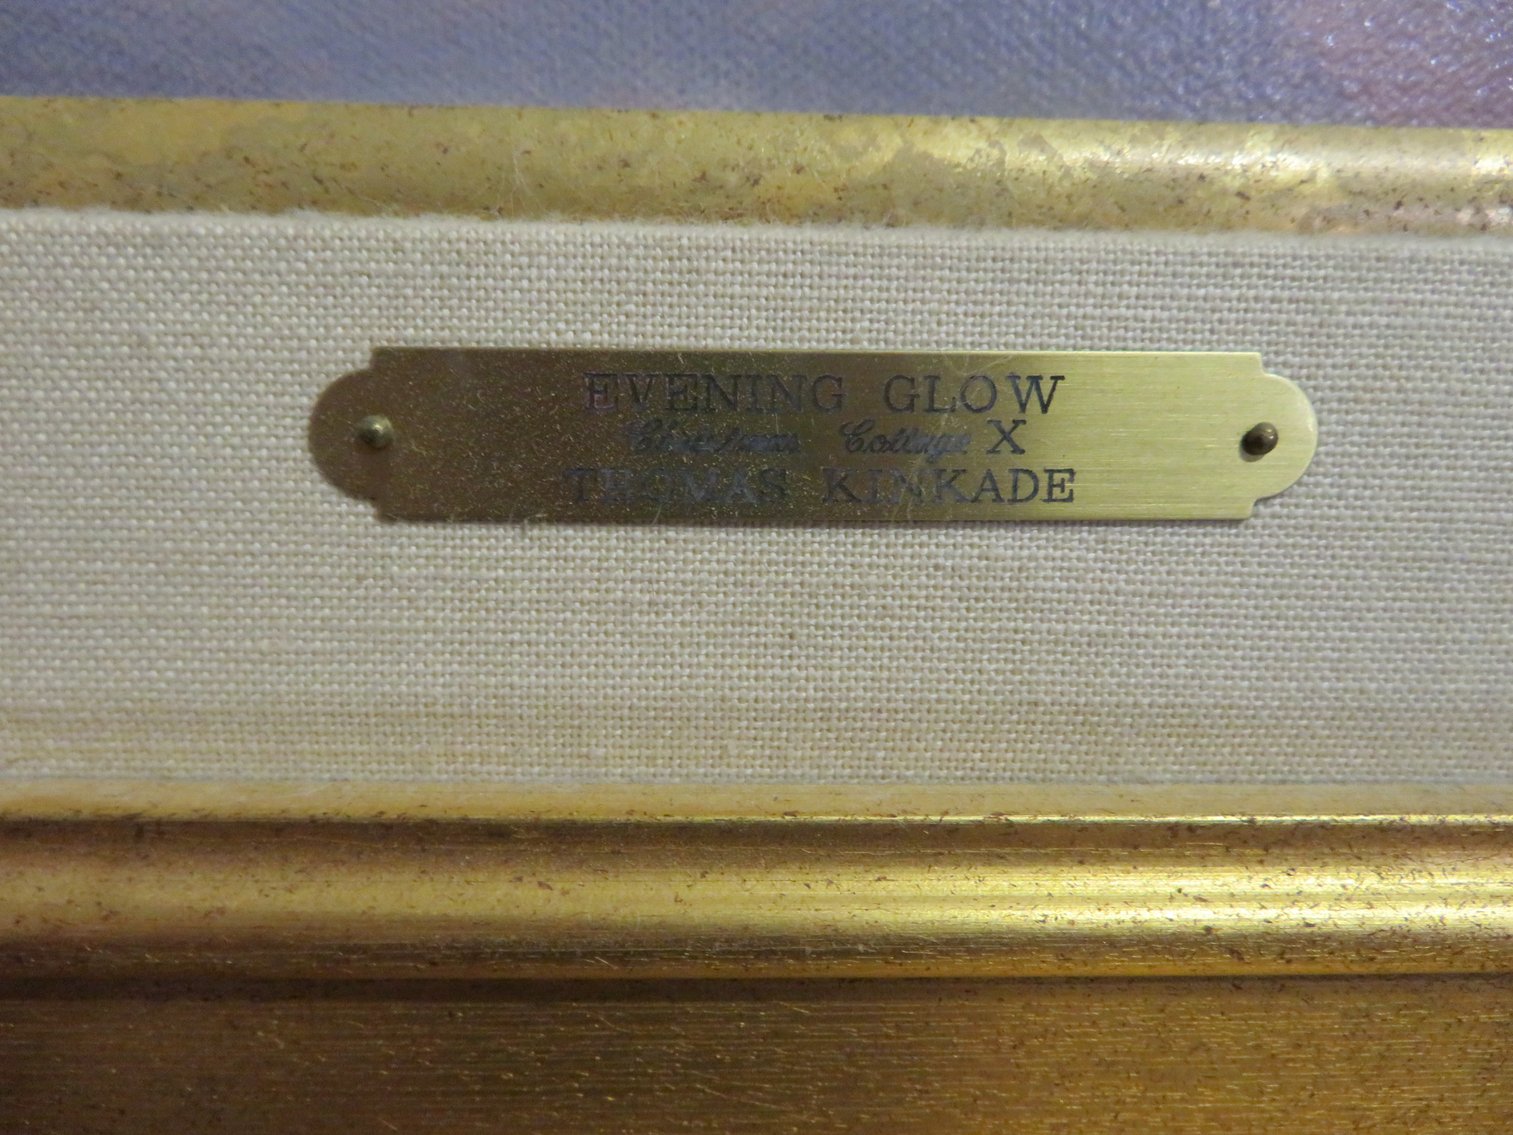 EVENING GLOW
Christmas Cottage X
THOMAS KINKADE